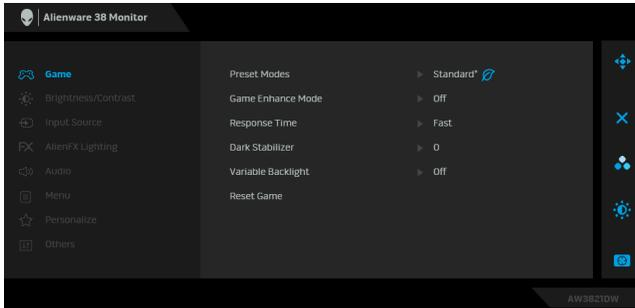 Alienware 38 Monitor
Game
Brightness/Contrast
Input Source
FX AlienFX Lighting
Audio
Menu
Personalize
Others
Preset Modes Standard*
Game Enhance Mode Off
Response Time Fast
Dark Stabilizer 0
Variable Backlight Off
Reset Game
AW3821DW